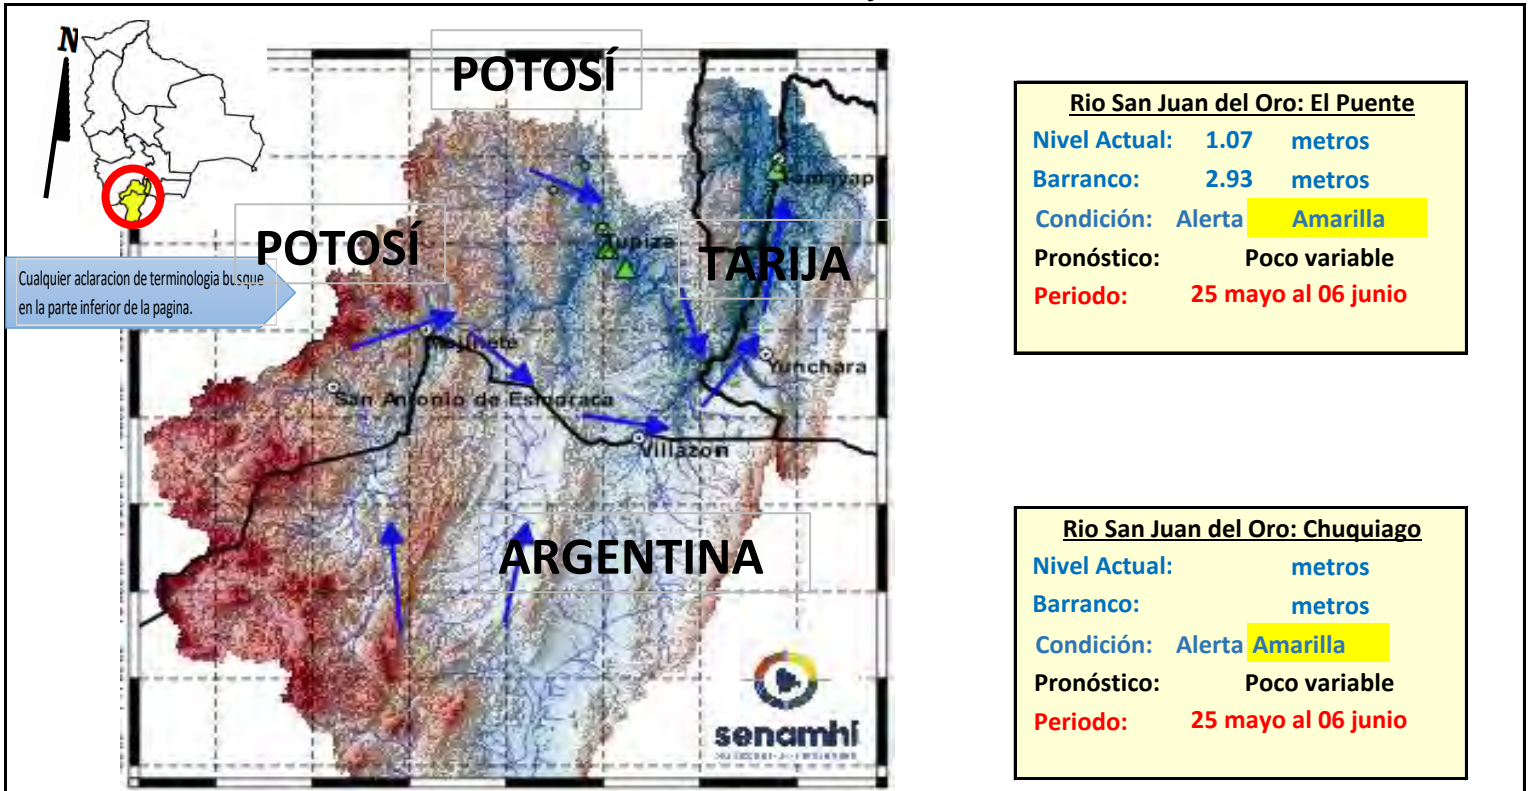 N
POTOSÍ
POTOSÍ
TARIJA
ARGENTINA
Cualquier aclaracion de terminologia busque
en la parte inferior de la pagina.
Tupiza
Yunchara
San Antonio de Esmoraca
Villazon
senamhi
Rio San Juan del Oro: El Puente
Nivel Actual: 1.07 metros
Barranco: 2.93 metros
Condición: Alerta Amarilla
Pronóstico: Poco variable
Periodo: 25 mayo al 06 junio
Rio San Juan del Oro: Chuquiago
Nivel Actual: metros
Barranco: metros
Condición: Alerta Amarilla
Pronóstico: Poco variable
Periodo: 25 mayo al 06 junio